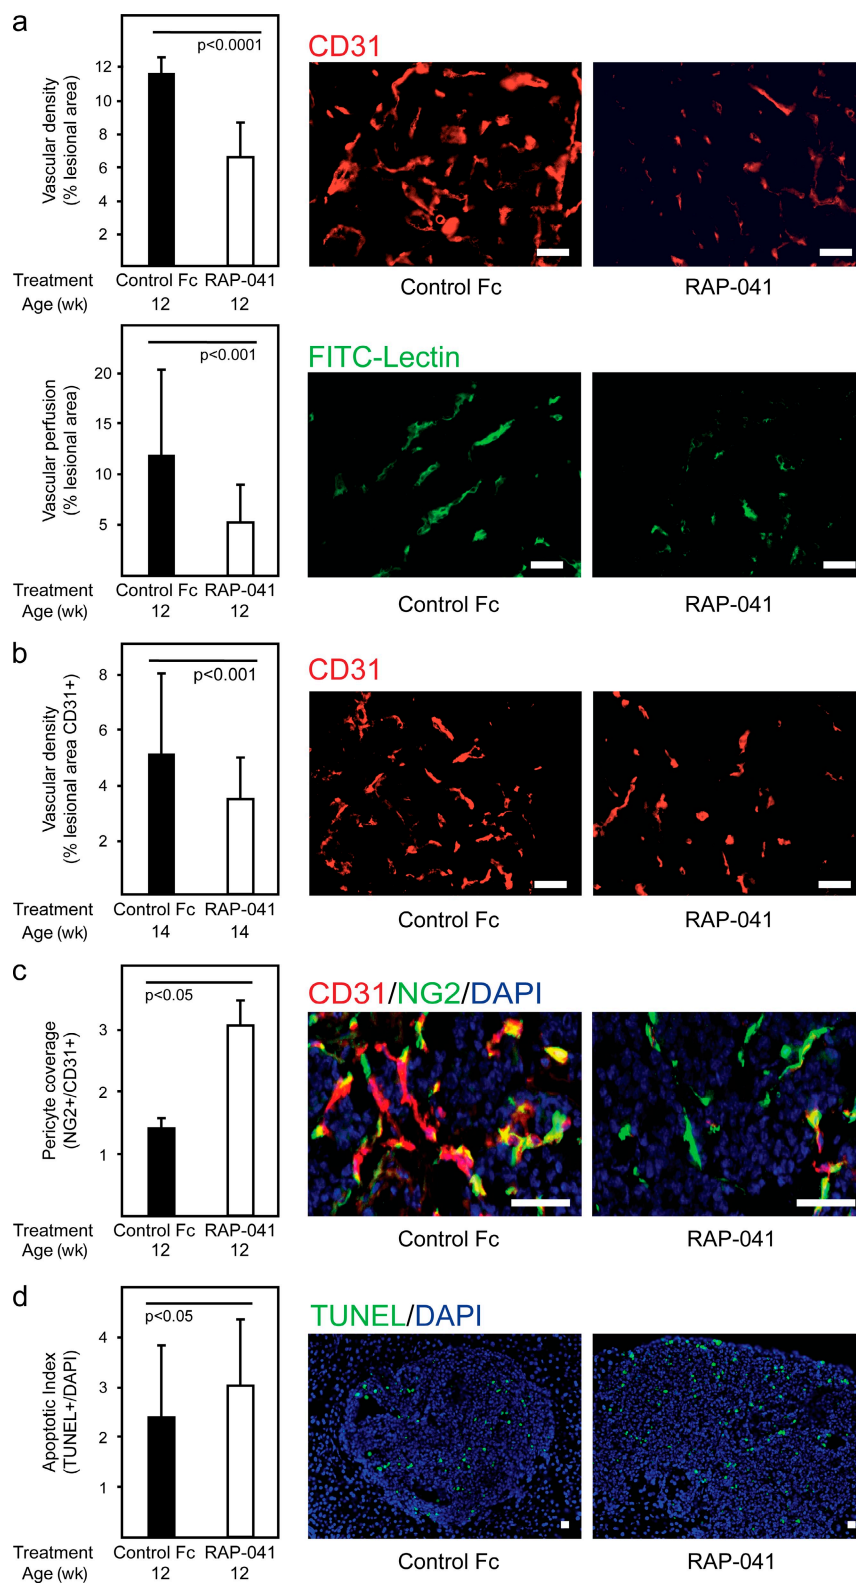 a
p<0.0001
12
10
8
6
4
2
Vascular density
(% lesional area)
Treatment Control Fc RAP-041
Age (wk) 12 12
CD31
Control Fc RAP-041
p<0.001
20
15
10
5
Vascular perfusion
(% lesional area)
Treatment Control Fc RAP-041
Age (wk) 12 12
FITC-Lectin
Control Fc RAP-041
b
p<0.001
8
6
4
2
Vascular density
(% lesional area CD31+)
Treatment Control Fc RAP-041
Age (wk) 14 14
CD31
Control Fc RAP-041
c
p<0.05
3
2
1
Pericyte coverage
(NG2+/CD31+)
Treatment Control Fc RAP-041
Age (wk) 12 12
CD31/NG2/DAPI
Control Fc RAP-041
d
p<0.05
4
3
2
1
Apoptotic Index
(TUNEL+/DAPI)
Treatment Control Fc RAP-041
Age (wk) 12 12
TUNEL/DAPI
Control Fc RAP-041